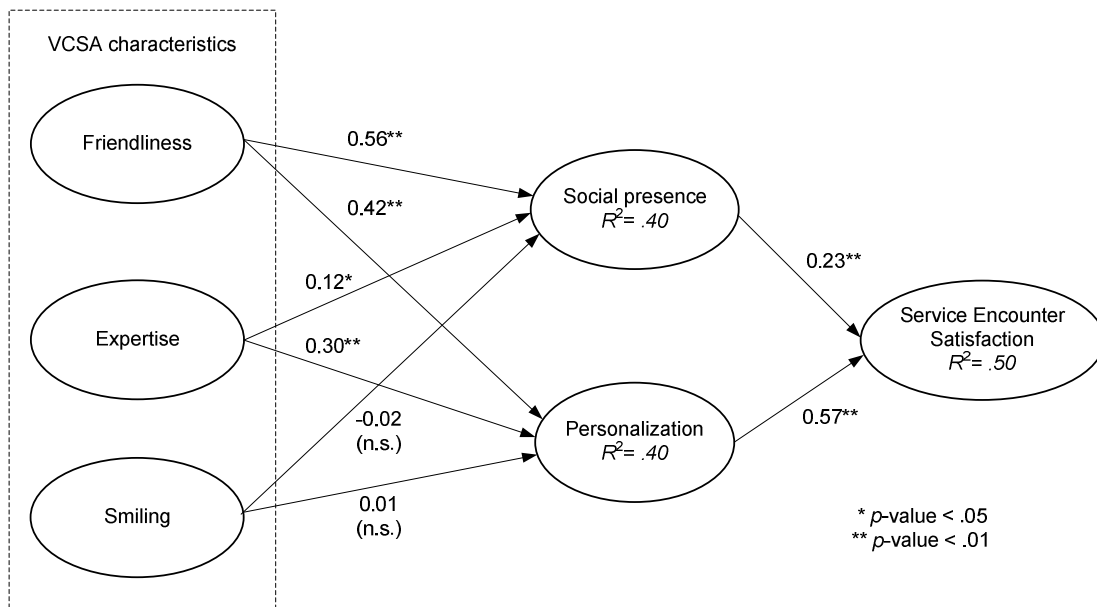 VCSA characteristics
Friendliness
0.56**
Social presence
R²= .40
0.42**
0.23**
0.12*
Expertise
Service Encounter
Satisfaction
R²= .50
0.30**
-0.02
(n.s.)
Personalization
R²= .40
0.57**
Smiling
0.01
(n.s.)
* p-value < .05
** p-value < .01